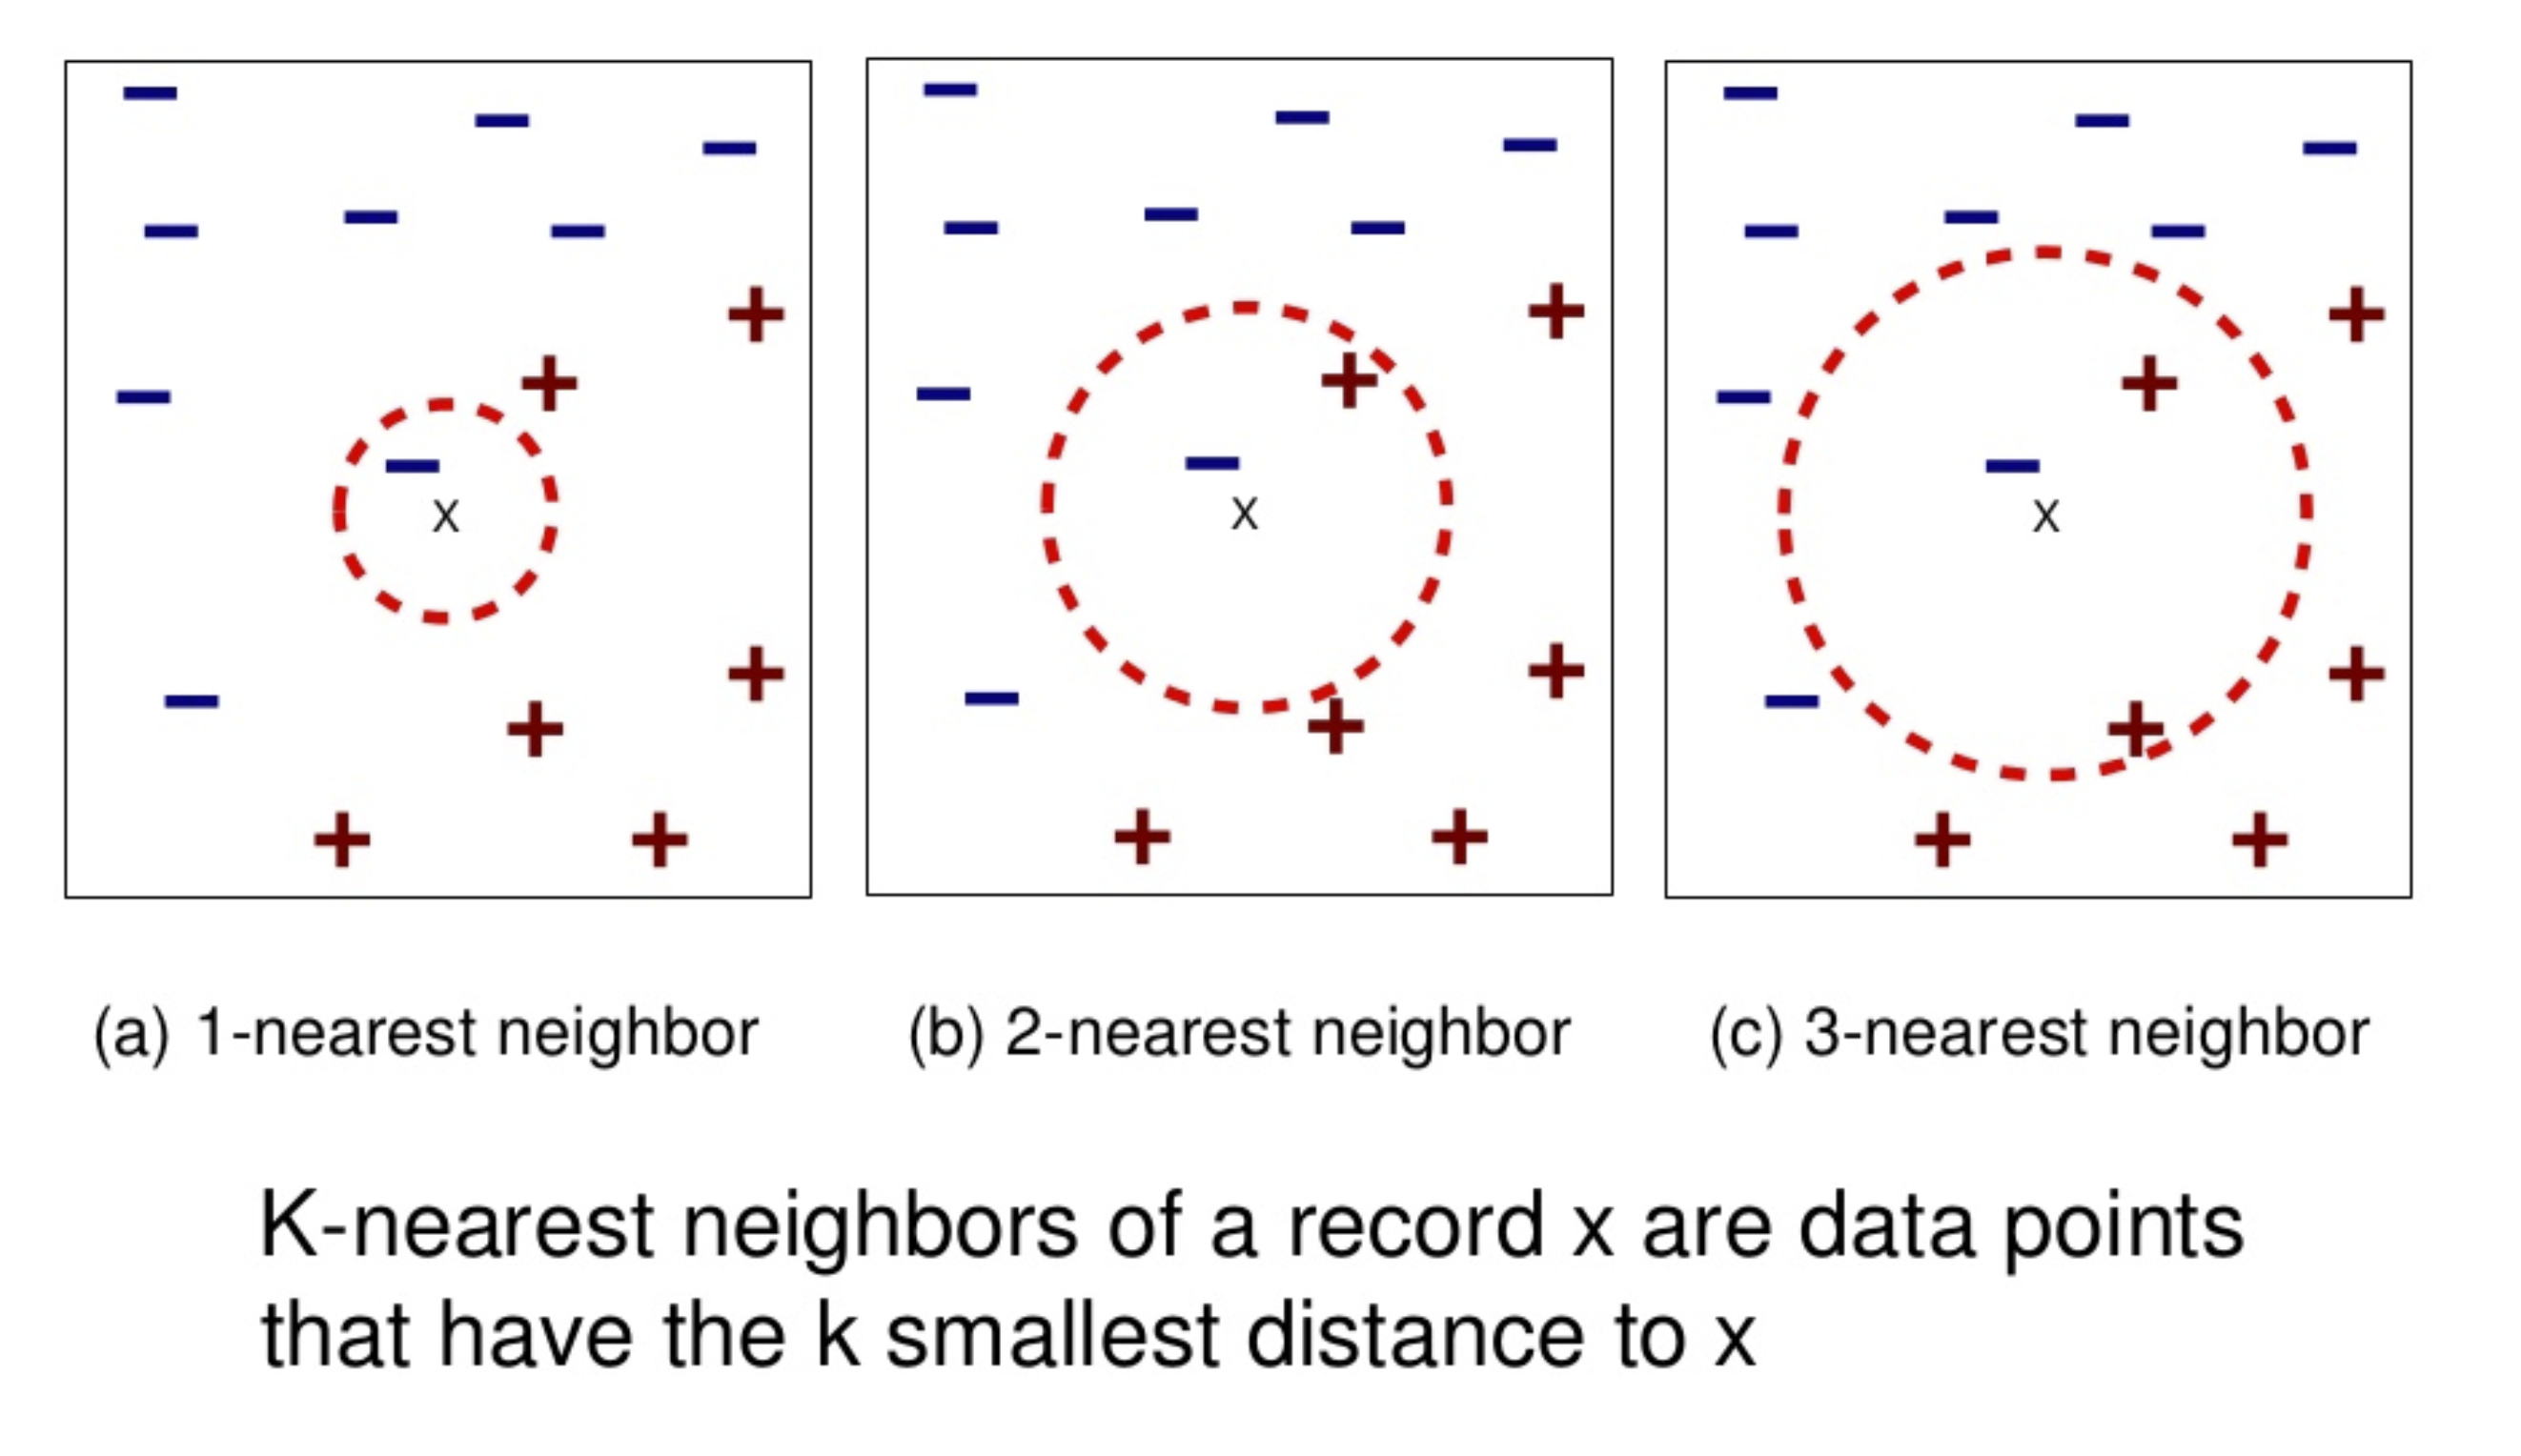 X
X
X
(a) 1-nearest neighbor
(b) 2-nearest neighbor
(c) 3-nearest neighbor
K-nearest neighbors of a record x are data points
that have the k smallest distance to x